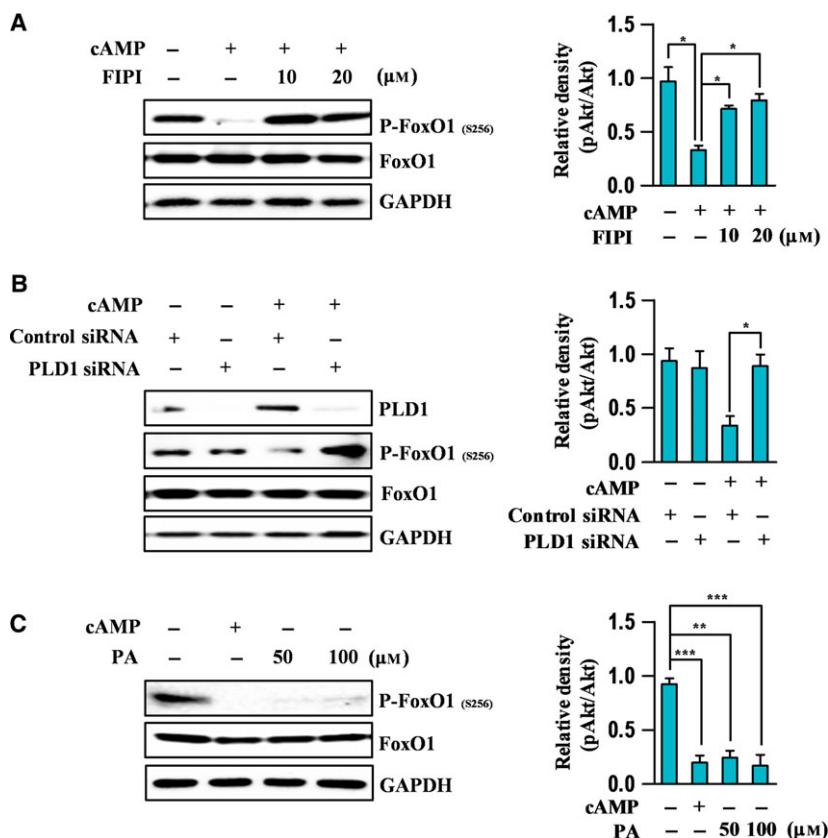 A
cAMP – + + +
FIPI – – 10 20 (μM)
P-FoxO1 (S256)
FoxO1
GAPDH
Relative density
(pAkt/Akt)
1.5
1.0
0.5
0.0
* * *
cAMP – + + +
FIPI – – 10 20 (μM)
B
cAMP – – + +
Control siRNA + – + –
PLD1 siRNA – + – +
PLD1
P-FoxO1 (S256)
FoxO1
GAPDH
Relative density
(pAkt/Akt)
1.5
1.0
0.5
0.0
*
cAMP – – + +
Control siRNA + – + –
PLD1 siRNA – + – +
C
cAMP – + – –
PA – – 50 100 (μM)
P-FoxO1 (S256)
FoxO1
GAPDH
Relative density
(pAkt/Akt)
1.5
1.0
0.5
0.0
***
**
***
cAMP – + – –
PA – – 50 100 (μM)